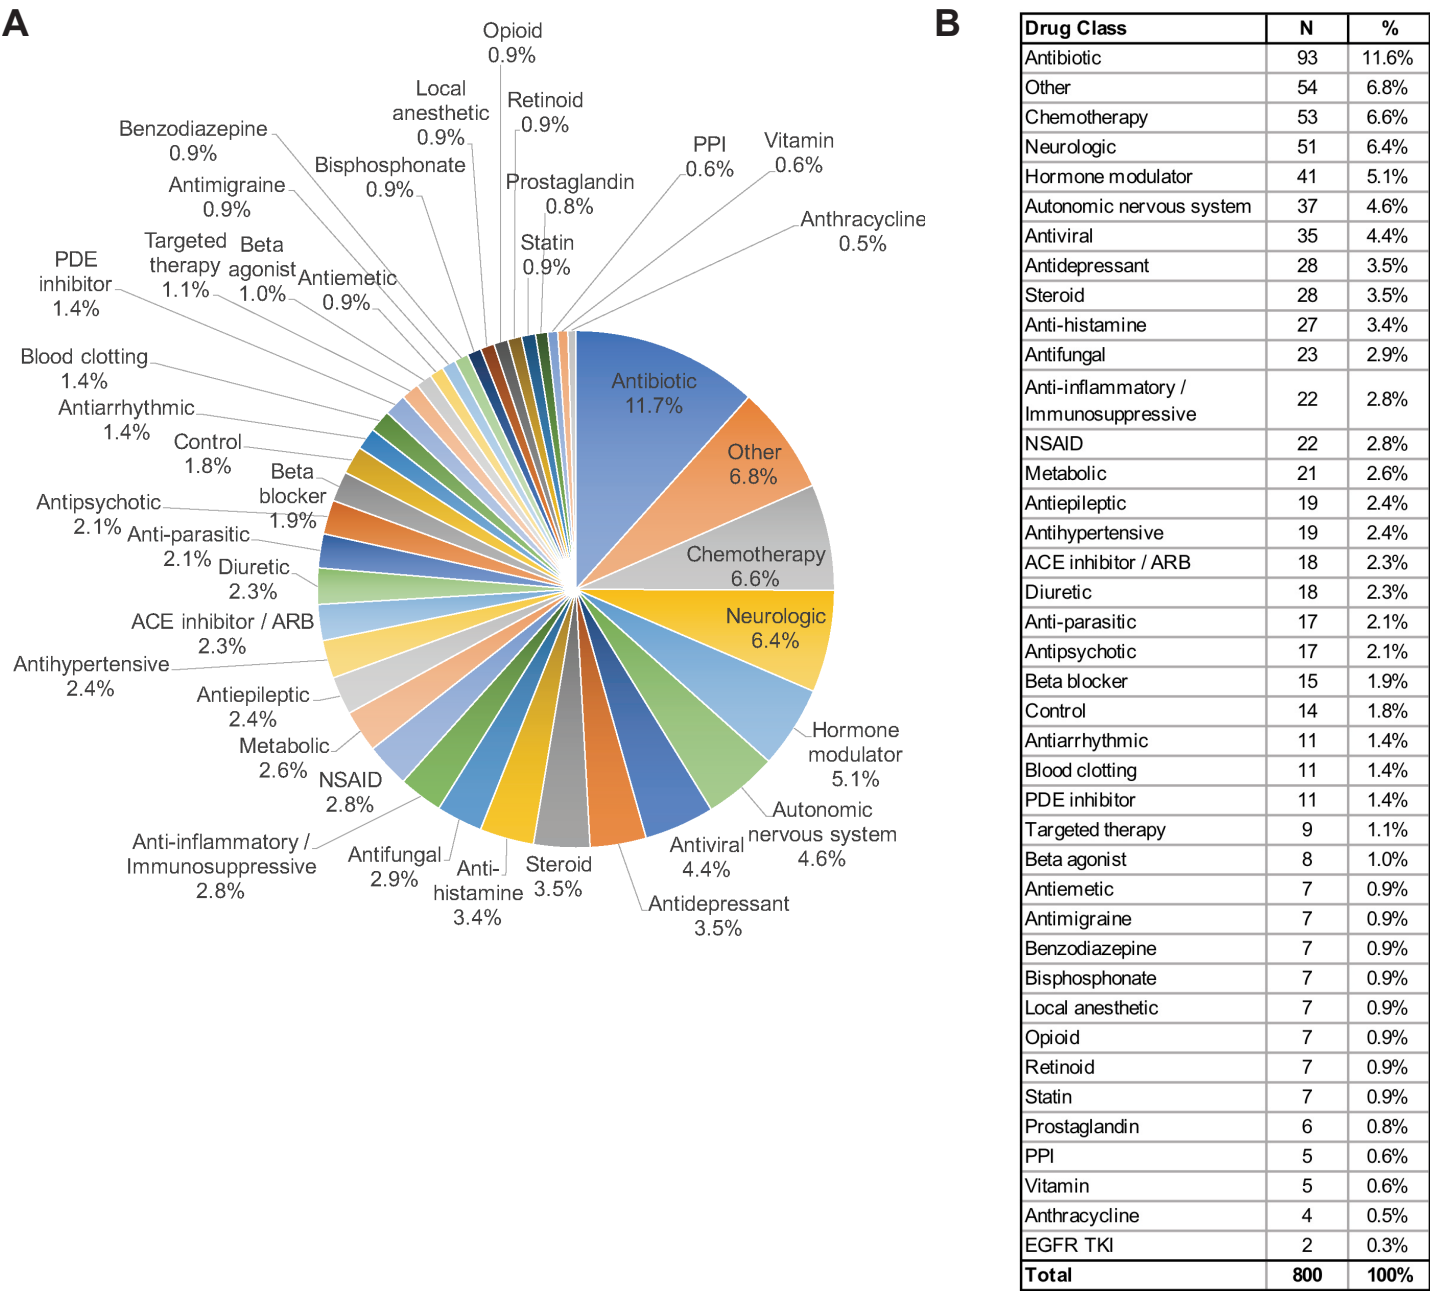 A
Opioid
0.9%
Local
anesthetic
0.9%
Retinoid
0.9%
Benzodiazepine
0.9%
Bisphosphonate
0.9%
PPI
0.6%
Vitamin
0.6%
Antimigraine
0.9%
Prostaglandin
0.8%
Anthracycline
0.5%
Targeted
therapy
1.1%
Beta
agonist
1.0%
Antiemetic
0.9%
Statin
0.9%
PDE
inhibitor
1.4%
Blood clotting
1.4%
Antiarrhythmic
1.4%
Control
1.8%
Beta
blocker
1.9%
Antipsychotic
2.1%
Anti-parasitic
2.1%
Diuretic
2.3%
ACE inhibitor / ARB
2.3%
Antihypertensive
2.4%
Antiepileptic
2.4%
Metabolic
2.6%
NSAID
2.8%
Anti-inflammatory /
Immunosuppressive
2.8%
Antifungal
2.9%
Anti-
histamine
3.4%
Steroid
3.5%
Antidepressant
3.5%
Antiviral
4.4%
Autonomic
nervous system
4.6%
Hormone
modulator
5.1%
Neurologic
6.4%
Chemotherapy
6.6%
Other
6.8%
Antibiotic
11.7%
B
Drug Class N %
Antibiotic 93 11.6%
Other 54 6.8%
Chemotherapy 53 6.6%
Neurologic 51 6.4%
Hormone modulator 41 5.1%
Autonomic nervous system 37 4.6%
Antiviral 35 4.4%
Antidepressant 28 3.5%
Steroid 28 3.5%
Anti-histamine 27 3.4%
Antifungal 23 2.9%
Anti-inflammatory /
Immunosuppressive 22 2.8%
NSAID 22 2.8%
Metabolic 21 2.6%
Antiepileptic 19 2.4%
Antihypertensive 19 2.4%
ACE inhibitor / ARB 18 2.3%
Diuretic 18 2.3%
Anti-parasitic 17 2.1%
Antipsychotic 17 2.1%
Beta blocker 15 1.9%
Control 14 1.8%
Antiarrhythmic 11 1.4%
Blood clotting 11 1.4%
PDE inhibitor 11 1.4%
Targeted therapy 9 1.1%
Beta agonist 8 1.0%
Antiemetic 7 0.9%
Antimigraine 7 0.9%
Benzodiazepine 7 0.9%
Bisphosphonate 7 0.9%
Local anesthetic 7 0.9%
Opioid 7 0.9%
Retinoid 7 0.9%
Statin 7 0.9%
Prostaglandin 6 0.8%
PPI 5 0.6%
Vitamin 5 0.6%
Anthracycline 4 0.5%
EGFR TKI 2 0.3%
Total 800 100%